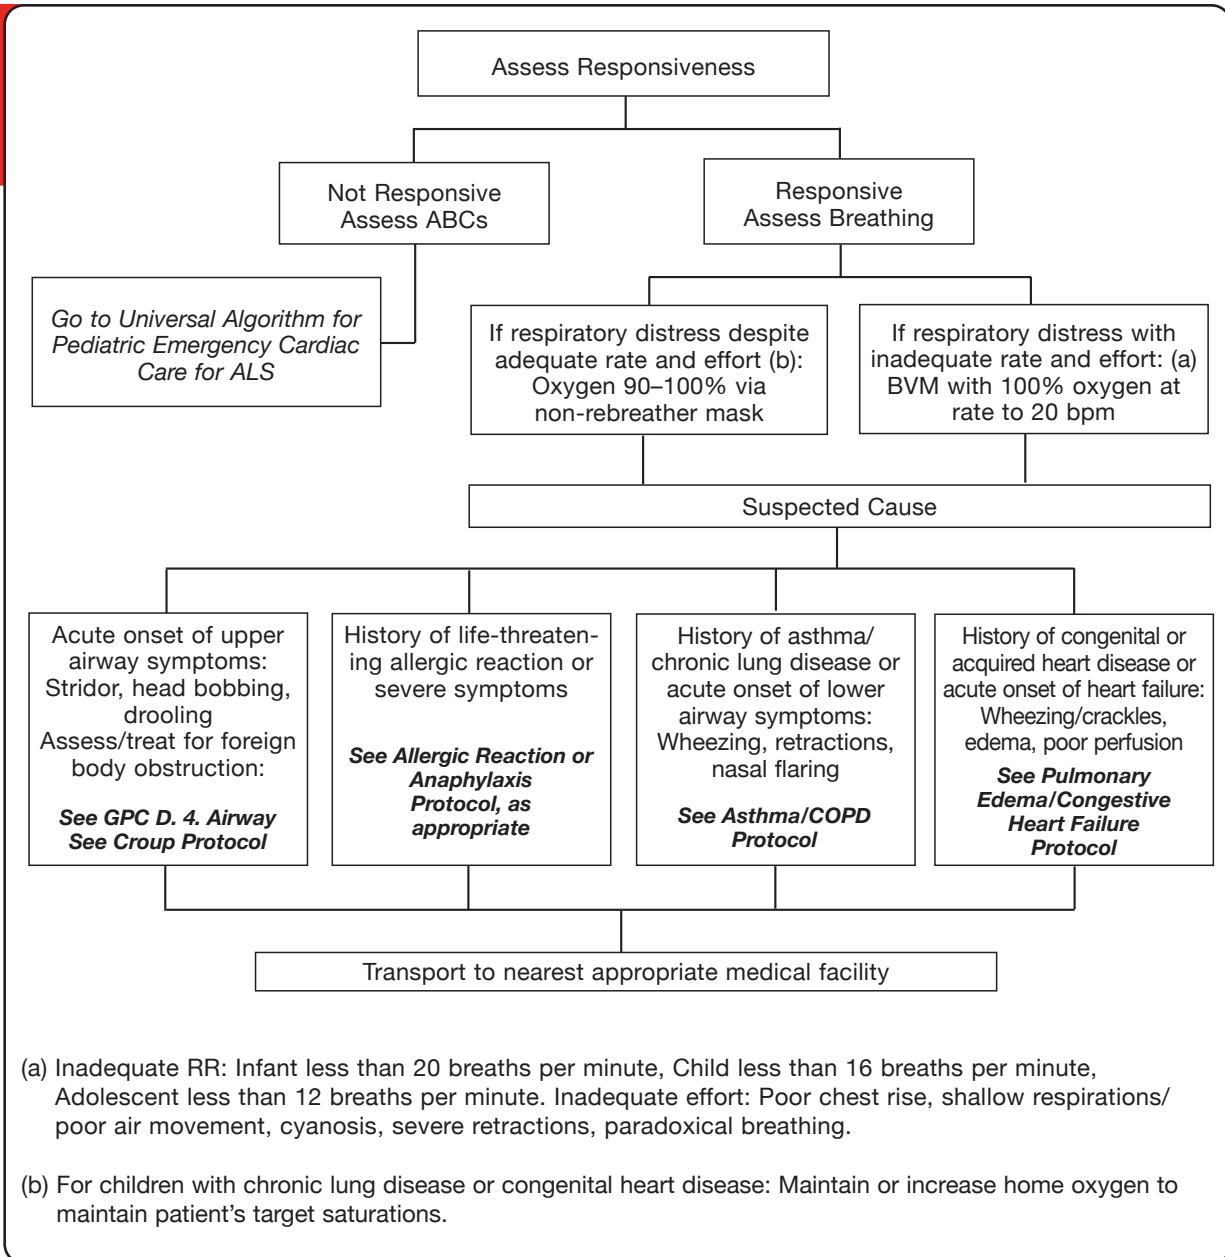 Assess Responsiveness
Not Responsive
Assess ABCs
Responsive
Assess Breathing
Go to Universal Algorithm for
Pediatric Emergency Cardiac
Care for ALS
If respiratory distress despite
adequate rate and effort (b):
Oxygen 90–100% via
non-rebreather mask
If respiratory distress with
inadequate rate and effort: (a)
BVM with 100% oxygen at
rate to 20 bpm
Suspected Cause
Acute onset of upper
airway symptoms:
Stridor, head bobbing,
drooling
Assess/treat for foreign
body obstruction:
See GPC D. 4. Airway
See Croup Protocol
History of life-threaten-
ing allergic reaction or
severe symptoms
See Allergic Reaction or
Anaphylaxis
Protocol, as
appropriate
History of asthma/
chronic lung disease or
acute onset of lower
airway symptoms:
Wheezing, retractions,
nasal flaring
See Asthma/COPD
Protocol
History of congenital or
acquired heart disease or
acute onset of heart failure:
Wheezing/crackles,
edema, poor perfusion
See Pulmonary
Edema/Congestive
Heart Failure
Protocol
Transport to nearest appropriate medical facility
(a) Inadequate RR: Infant less than 20 breaths per minute, Child less than 16 breaths per minute,
Adolescent less than 12 breaths per minute. Inadequate effort: Poor chest rise, shallow respirations/
poor air movement, cyanosis, severe retractions, paradoxical breathing.
(b) For children with chronic lung disease or congenital heart disease: Maintain or increase home oxygen to
maintain patient's target saturations.